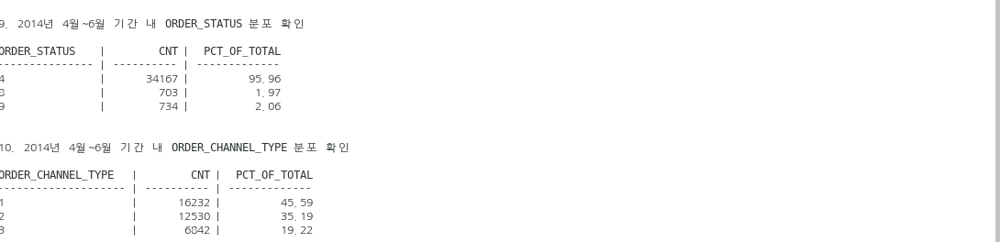 9. 2014년 4월~6월 기간 내 ORDER_STATUS 분포 확인
ORDER_STATUS | CNT | PCT_OF_TOTAL
--------------- | ---------- | -------------
4 | 34167 | 95.96
8 | 703 | 1.97
9 | 734 | 2.06
10. 2014년 4월~6월 기간 내 ORDER_CHANNEL_TYPE 분포 확인
ORDER_CHANNEL_TYPE | CNT | PCT_OF_TOTAL
-------------------- | ---------- | -------------
1 | 16232 | 45.59
2 | 12530 | 35.19
3 | 6842 | 19.22